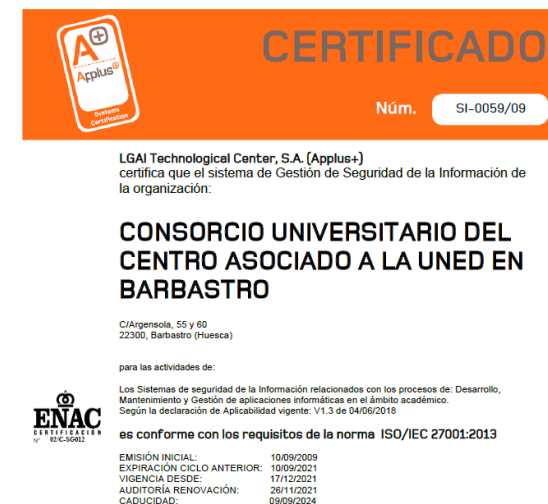 A+
Applus⊕
Systems
Certification
CERTIFICADO
Núm. SI-0059/09
LGAI Technological Center, S.A. (Applus+)
certifica que el sistema de Gestión de Seguridad de la Información de
la organización:
CONSORCIO UNIVERSITARIO DEL
CENTRO ASOCIADO A LA UNED EN
BARBASTRO
C/Argensola, 55 y 60
22300, Barbastro (Huesca)
para las actividades de:
Los Sistemas de seguridad de la Información relacionados con los procesos de: Desarrollo,
Mantenimiento y Gestión de aplicaciones informáticas en el ámbito académico.
Según la declaración de Aplicabilidad vigente: V1.3 de 04/06/2018
ENAC
CERTIFICACIÓN
Nº 02/C-SG012
es conforme con los requisitos de la norma ISO/IEC 27001:2013
EMISIÓN INICIAL: 10/09/2009
EXPIRACIÓN CICLO ANTERIOR: 10/09/2021
VIGENCIA DESDE: 17/12/2021
AUDITORÍA RENOVACIÓN: 26/11/2021
CADUCIDAD: 09/09/2024